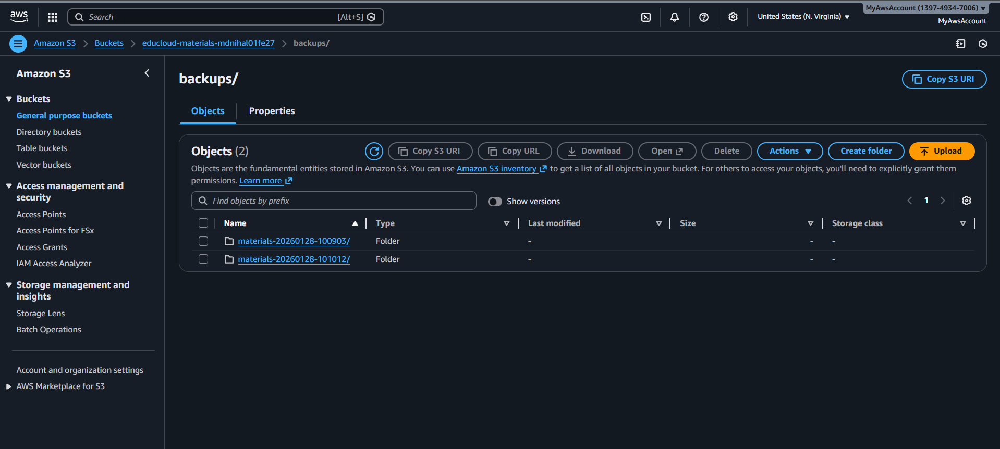 aws
Search [Alt+S]
United States (N. Virginia)
MyAwsAccount (1397-4934-7006)
MyAwsAccount
Amazon S3
Buckets
educloud-materials-mdnihal01fe27
backups/
Amazon S3
Buckets
General purpose buckets
Directory buckets
Table buckets
Vector buckets
Access management and
security
Access Points
Access Points for FSx
Access Grants
IAM Access Analyzer
Storage management and
insights
Storage Lens
Batch Operations
Account and organization settings
AWS Marketplace for S3
backups/
Copy S3 URI
Objects
Properties
Objects (2)
Copy S3 URI
Copy URL
Download
Open
Delete
Actions
Create folder
Upload
Objects are the fundamental entities stored in Amazon S3. You can use Amazon S3 inventory to get a list of all objects in your bucket. For others to access your objects, you'll need to explicitly grant them
permissions. Learn more
Find objects by prefix
Show versions
1
Name Type Last modified Size Storage class
materials-20260128-100903/ Folder - - -
materials-20260128-101012/ Folder - - -